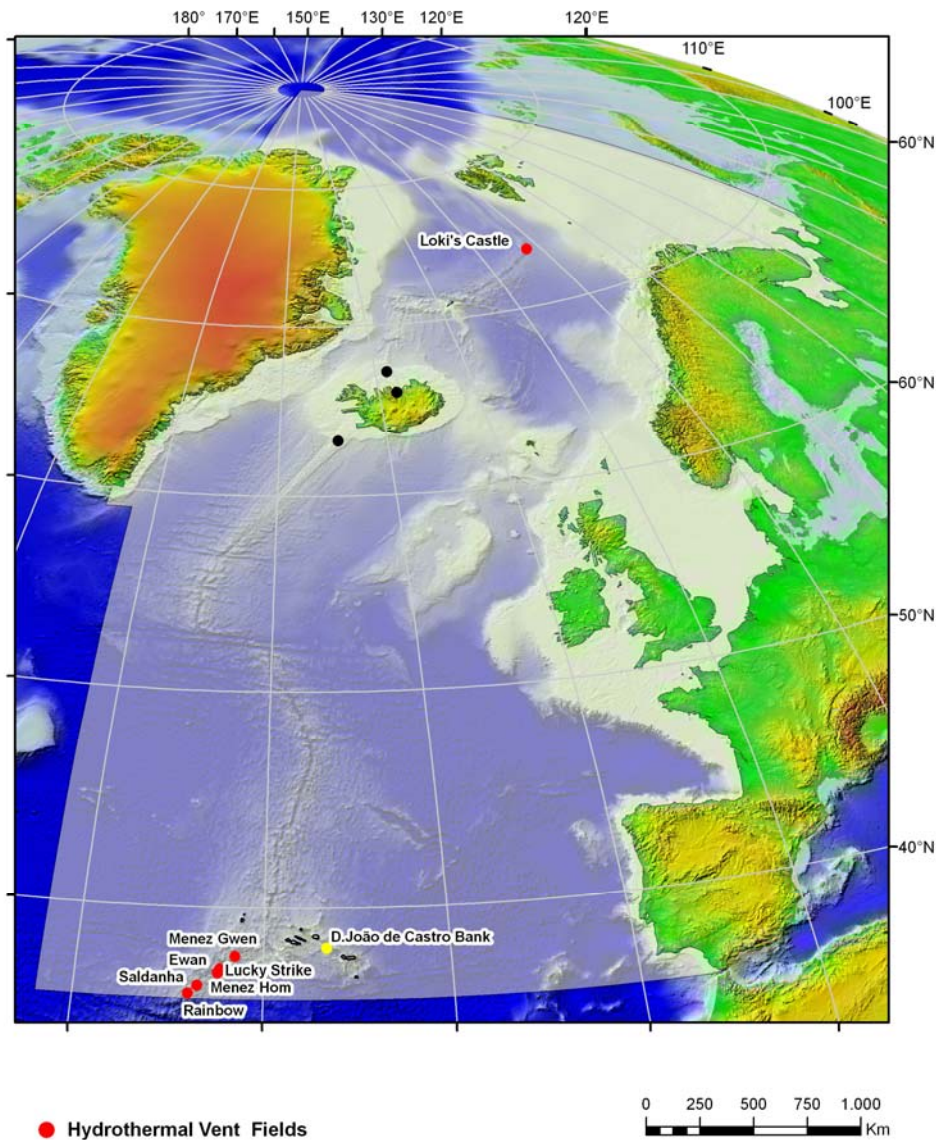 180° 170°E 150°E 130°E 120°E 120°E
110°E
100°E
60°N
Loki's Castle
60°N
50°N
40°N
D.João de Castro Bank
Menez Gwen
Ewan
Lucky Strike
Saldanha
Menez Hom
Rainbow
0 250 500 750 1.000
Km
Hydrothermal Vent Fields